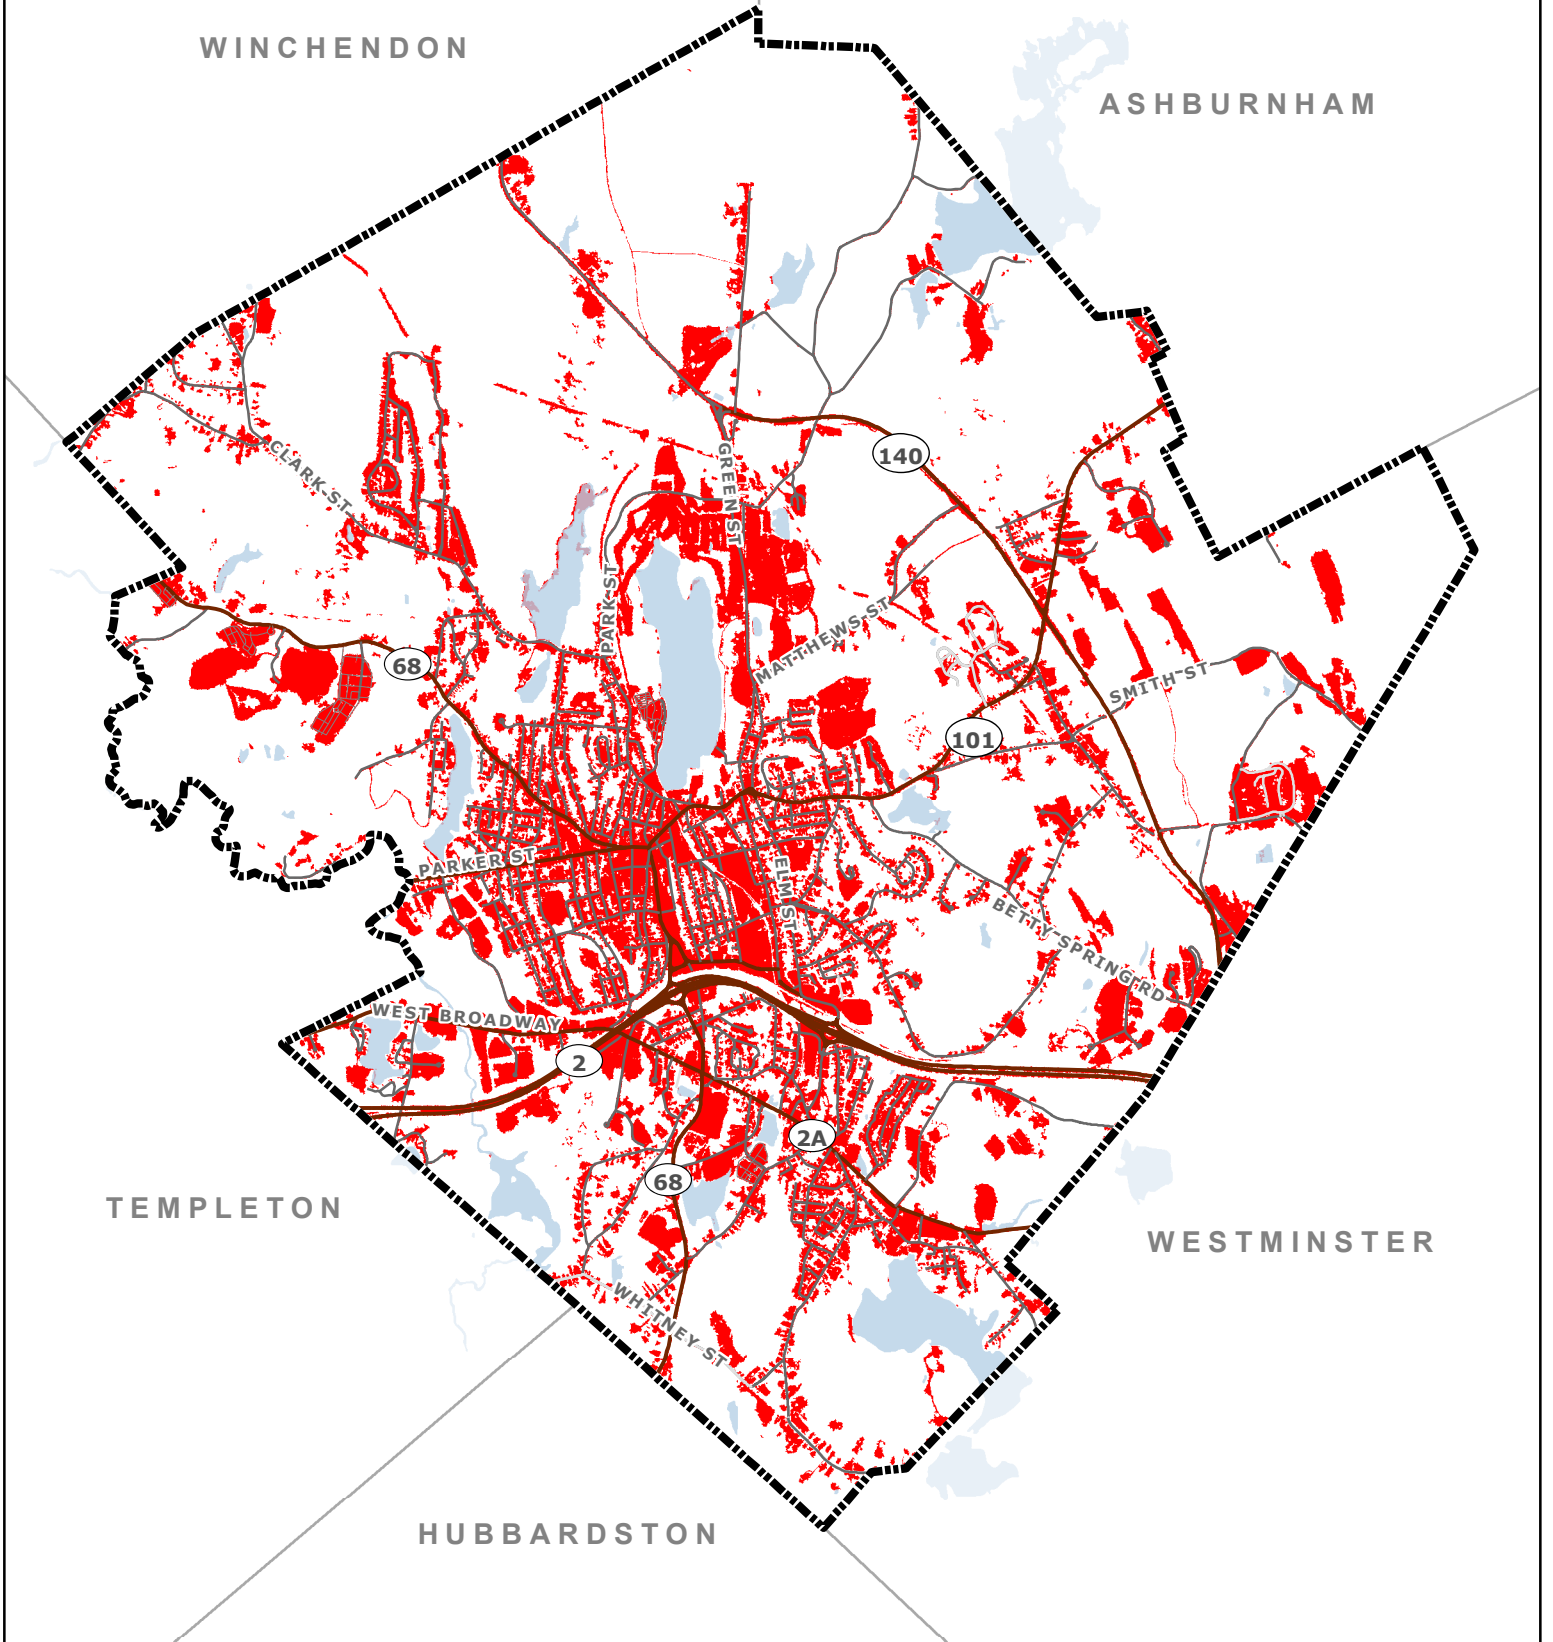 WINCHENDON
ASHBURNHAM
CLARK ST
GREEN ST
140
PARK ST
MATTHEWS ST
68
SMITH ST
101
PARKER ST
ELM ST
BETTY SPRING RD
WEST BROADWAY
2
2A
68
TEMPLETON
WESTMINSTER
WHITNEY ST
HUBBARDSTON